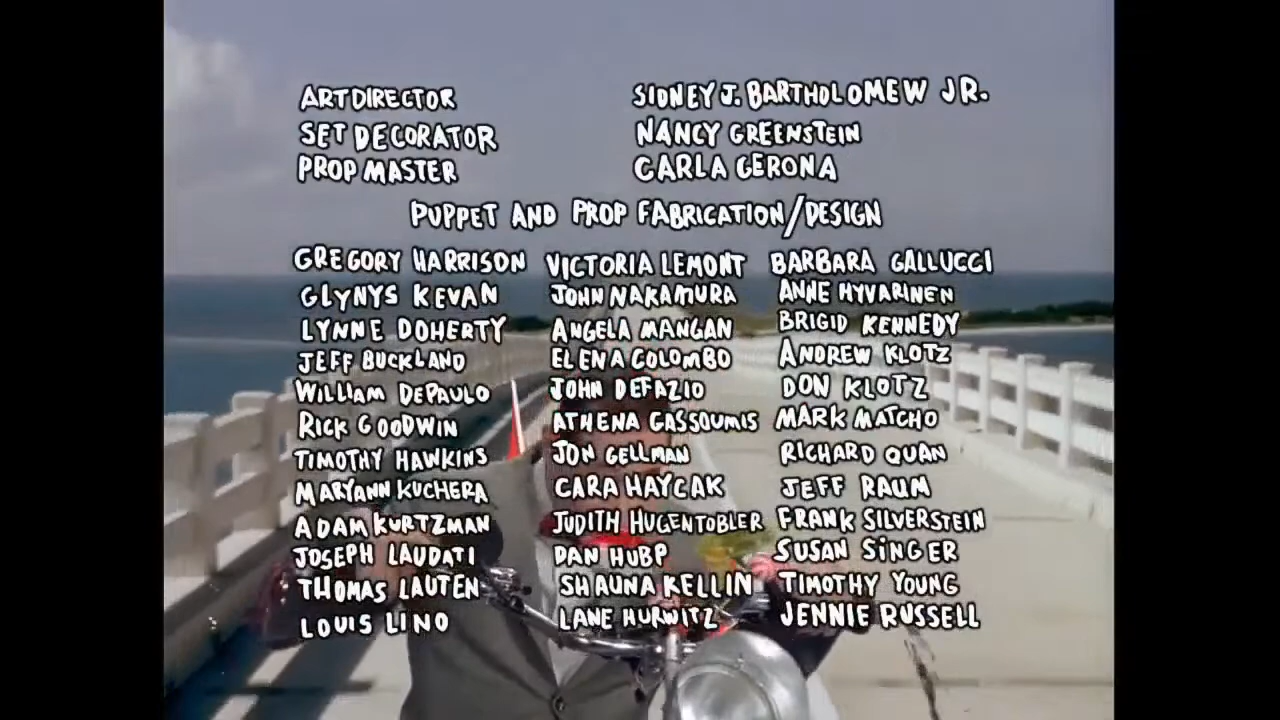 ART DIRECTOR SIDNEY J. BARTHOLOMEW JR.
SET DECORATOR NANCY GREENSTEIN
PROP MASTER CARLA GERONA
PUPPET AND PROP FABRICATION/DESIGN
GREGORY HARRISON VICTORIA LEMONT BARBARA GALLUCCI
GLYNYS KEVAN JOHN NAKAMURA ANNE HYVARINEN
LYNNE DOHERTY ANGELA MANGAN BRIGID KENNEDY
JEFF BUCKLAND ELENA COLOMBO ANDREW KLOTZ
WILLIAM DEPAULO JOHN DEFAZIO DON KLOTZ
RICK GOODWIN ATHENA GASSOUMIS MARK MATCHO
TIMOTHY HAWKINS JON GELLMAN RICHARD QUAN
MARYANN KUCHERA CARA HAYCAK JEFF RAUM
ADAM KURTZMAN JUDITH HUGENTOBLER FRANK SILVERSTEIN
JOSEPH LAUDATI DAN HUBP SUSAN SINGER
THOMAS LAUTEN SHAUNA KELLIN TIMOTHY YOUNG
LOUIS LINO LANE HURWITZ JENNIE RUSSELL